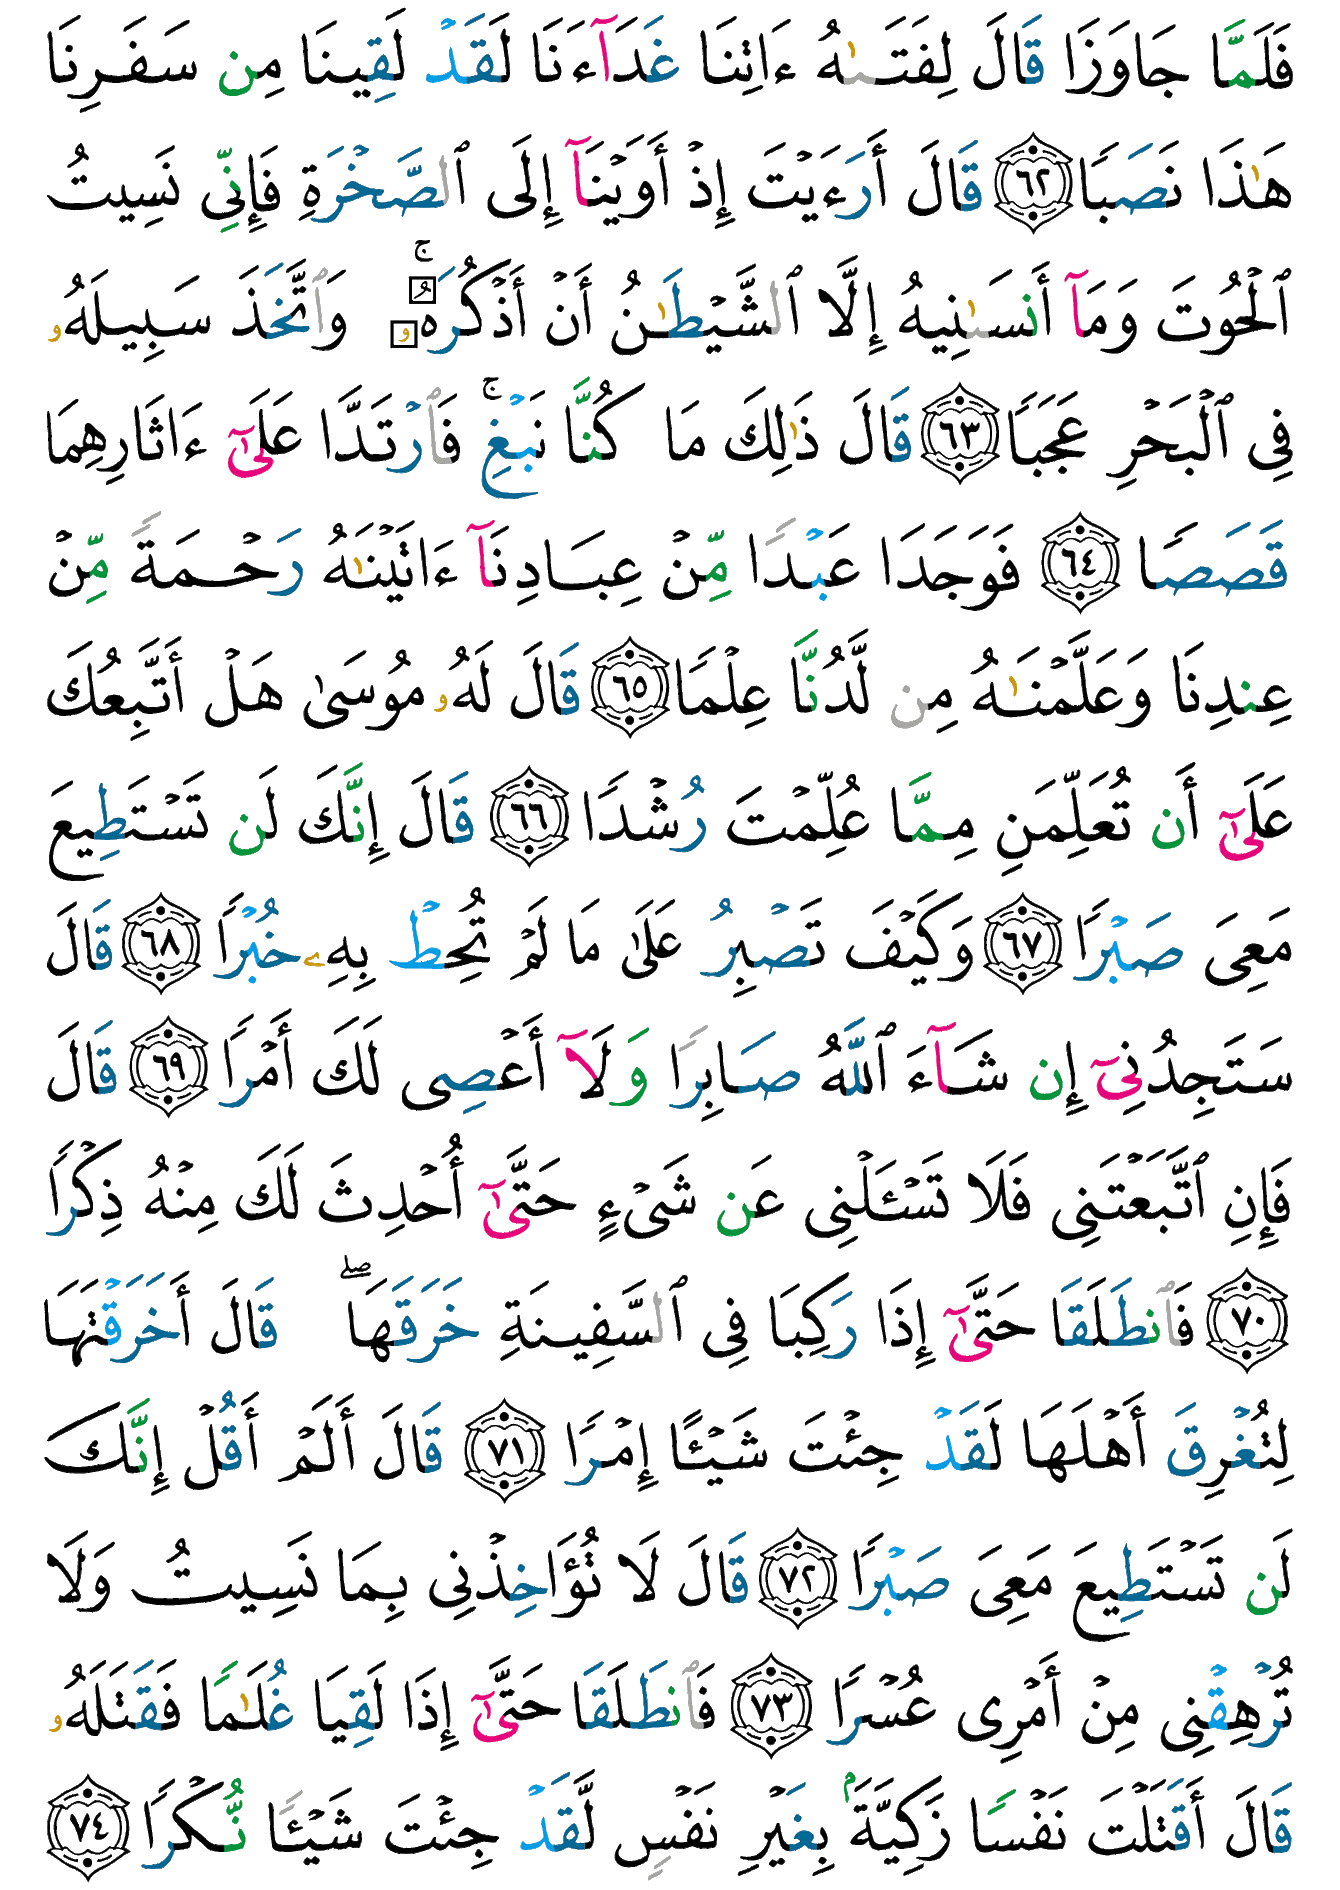 فَلَمَّا جَاوَزَا قَالَ لِفَتَىٰهُ ءَاتِنَا غَدَآءَنَا لَقَدۡ لَقِينَا مِن سَفَرِنَا
هَٰذَا نَصَبٗا ٦٢ قَالَ أَرَءَيۡتَ إِذۡ أَوَيۡنَآ إِلَى ٱلصَّخۡرَةِ فَإِنِّي نَسِيتُ
ٱلۡحُوتَ وَمَآ أَنسَىٰنِيهُ إِلَّا ٱلشَّيۡطَٰنُ أَنۡ أَذۡكُرَهُۥۚ وَٱتَّخَذَ سَبِيلَهُۥ
فِي ٱلۡبَحۡرِ عَجَبٗا ٦٣ قَالَ ذَٰلِكَ مَا كُنَّا نَبۡغِۚ فَٱرۡتَدَّا عَلَىٰٓ ءَاثَارِهِمَا
قَصَصٗا ٦٤ فَوَجَدَا عَبۡدٗا مِّنۡ عِبَادِنَآ ءَاتَيۡنَٰهُ رَحۡمَةٗ مِّنۡ
عِندِنَا وَعَلَّمۡنَٰهُ مِن لَّدُنَّا عِلۡمٗا ٦٥ قَالَ لَهُۥ مُوسَىٰ هَلۡ أَتَّبِعُكَ
عَلَىٰٓ أَن تُعَلِّمَنِ مِمَّا عُلِّمۡتَ رُشۡدٗا ٦٦ قَالَ إِنَّكَ لَن تَسۡتَطِيعَ
مَعِيَ صَبۡرٗا ٦٧ وَكَيۡفَ تَصۡبِرُ عَلَىٰ مَا لَمۡ تُحِطۡ بِهِۦ خُبۡرٗا ٦٨ قَالَ
سَتَجِدُنِيٓ إِن شَآءَ ٱللَّهُ صَابِرٗا وَلَآ أَعۡصِي لَكَ أَمۡرٗا ٦٩ قَالَ
فَإِنِ ٱتَّبَعۡتَنِي فَلَا تَسۡـَٔلۡنِي عَن شَيۡءٍ حَتَّىٰٓ أُحۡدِثَ لَكَ مِنۡهُ ذِكۡرٗا
٧٠ فَٱنطَلَقَا حَتَّىٰٓ إِذَا رَكِبَا فِي ٱلسَّفِينَةِ خَرَقَهَاۖ قَالَ أَخَرَقۡتَهَا
لِتُغۡرِقَ أَهۡلَهَا لَقَدۡ جِئۡتَ شَيۡـًٔا إِمۡرٗا ٧١ قَالَ أَلَمۡ أَقُلۡ إِنَّكَ
لَن تَسۡتَطِيعَ مَعِيَ صَبۡرٗا ٧٢ قَالَ لَا تُؤَاخِذۡنِي بِمَا نَسِيتُ وَلَا
تُرۡهِقۡنِي مِنۡ أَمۡرِي عُسۡرٗا ٧٣ فَٱنطَلَقَا حَتَّىٰٓ إِذَا لَقِيَا غُلَٰمٗا فَقَتَلَهُۥ
قَالَ أَقَتَلۡتَ نَفۡسٗا زَكِيَّةَۢ بِغَيۡرِ نَفۡسٖ لَّقَدۡ جِئۡتَ شَيۡـٔٗا نُّكۡرٗا ٧٤